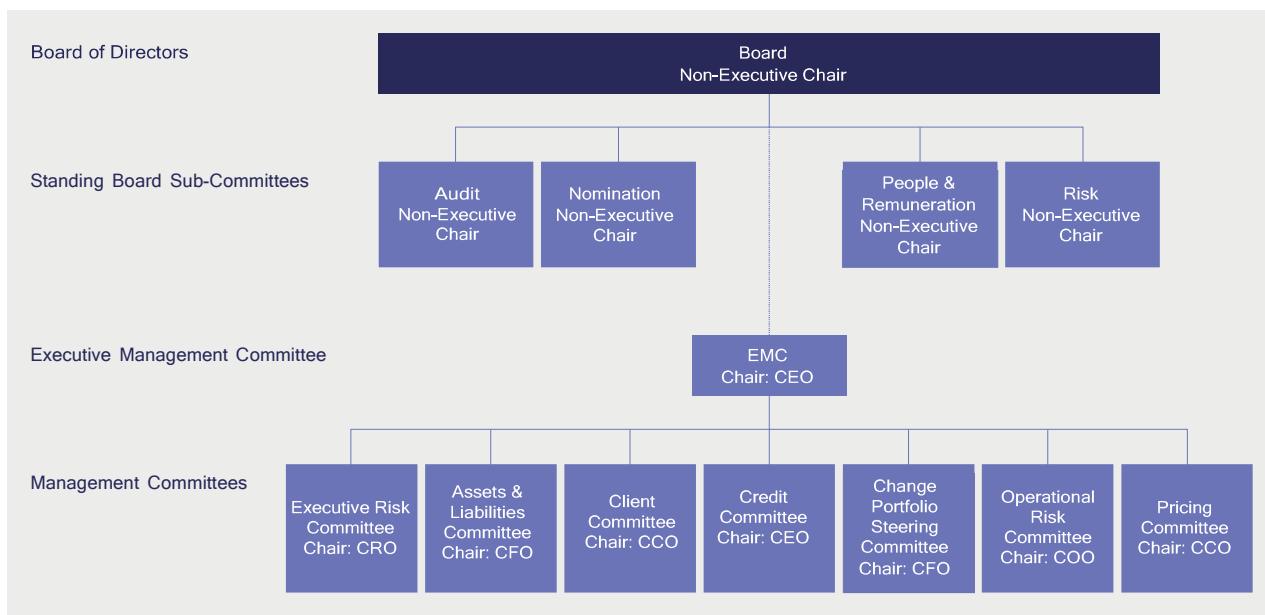 Board of Directors
Board
Non-Executive Chair
Standing Board Sub-Committees
Audit
Non-Executive
Chair
Nomination
Non-Executive
Chair
People &
Remuneration
Non-Executive
Chair
Risk
Non-Executive
Chair
Executive Management Committee
EMC
Chair: CEO
Management Committees
Executive Risk
Committee
Chair: CRO
Assets &
Liabilities
Committee
Chair: CFO
Client
Committee
Chair: CCO
Credit
Committee
Chair: CEO
Change
Portfolio
Steering
Committee
Chair: CFO
Operational
Risk
Committee
Chair: COO
Pricing
Committee
Chair: CCO